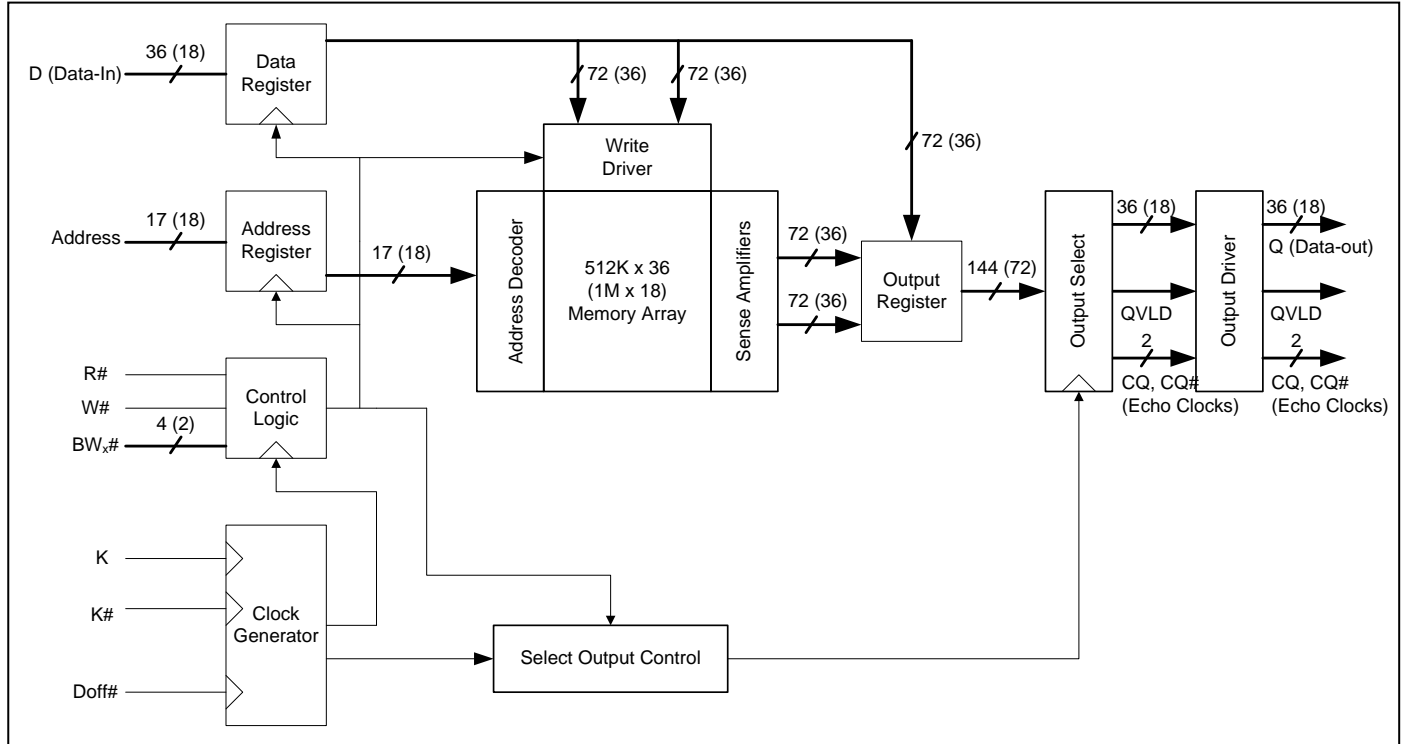 D (Data-In)
36 (18)
Data
Register
72 (36)
72 (36)
72 (36)
Write
Driver
Address
17 (18)
Address
Register
17 (18)
Address Decoder
512K x 36
(1M x 18)
Memory Array
Sense Amplifiers
72 (36)
72 (36)
Output
Register
144 (72)
Output Select
36 (18)
QVLD
2
CQ, CQ#
(Echo Clocks)
Output Driver
36 (18)
Q (Data-out)
QVLD
2
CQ, CQ#
(Echo Clocks)
R#
W#
BWx#
4 (2)
Control
Logic
K
K#
Doff#
Clock
Generator
Select Output Control